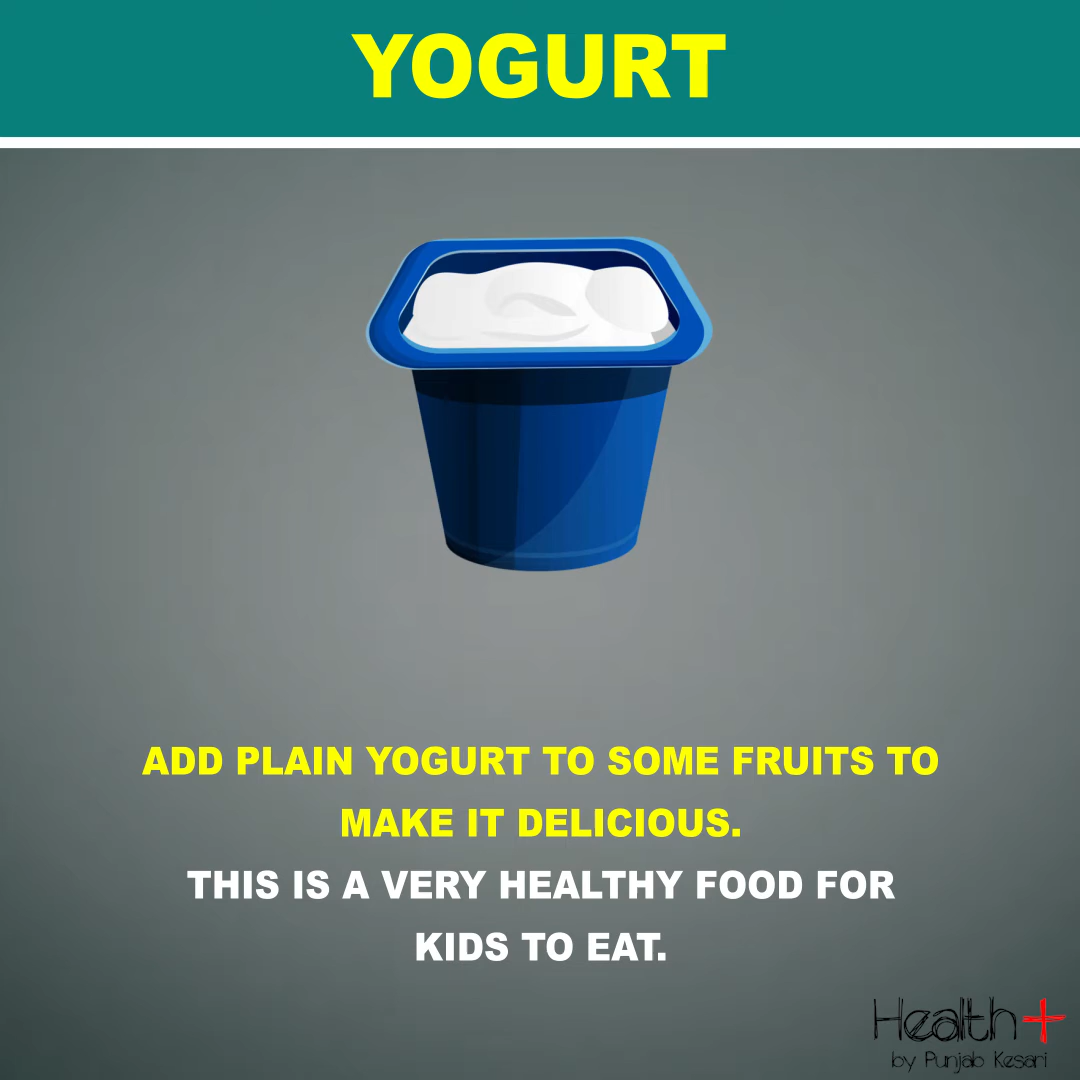 YOGURT
ADD PLAIN YOGURT TO SOME FRUITS TO
MAKE IT DELICIOUS.
THIS IS A VERY HEALTHY FOOD FOR
KIDS TO EAT.
Health+
by Punjab Kesari